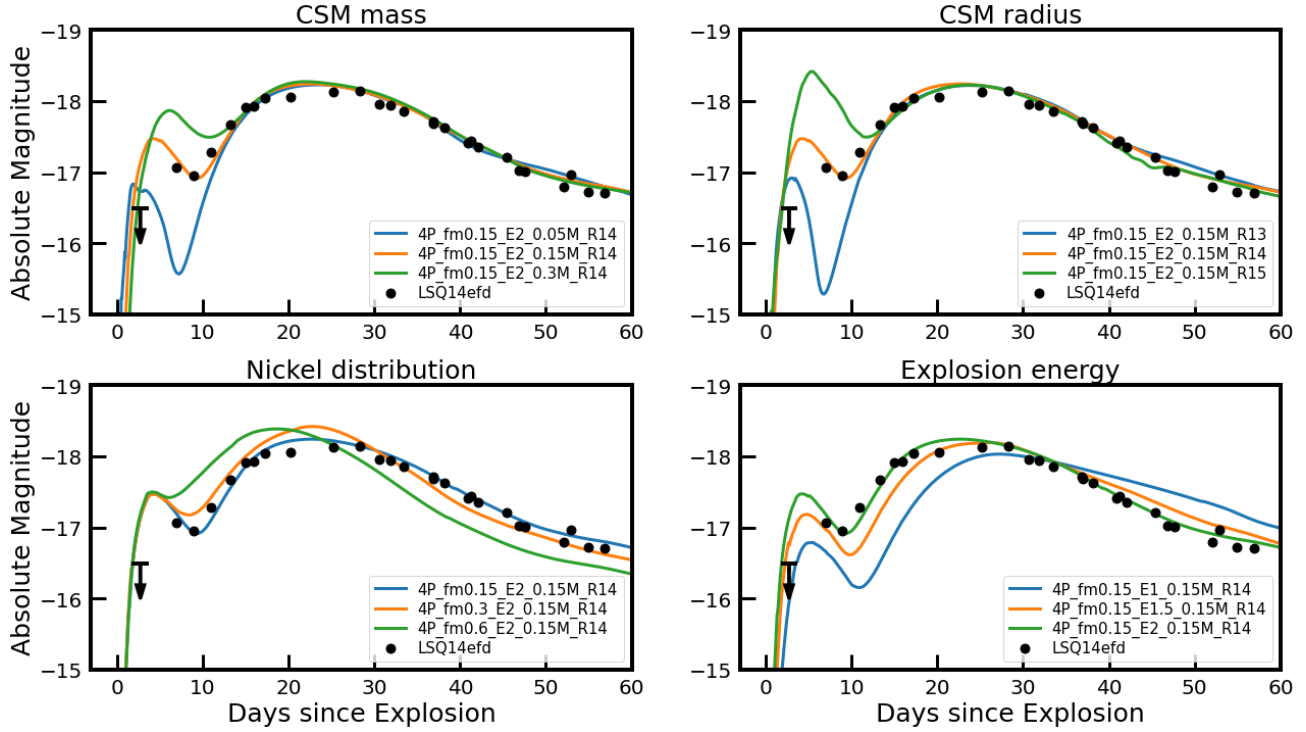 CSM mass
CSM radius
Absolute Magnitude
−19
−18
−17
−16
−15
0 10 20 30 40 50 60
4P_fm0.15_E2_0.05M_R14
4P_fm0.15_E2_0.15M_R14
4P_fm0.15_E2_0.3M_R14
LSQ14efd
−19
−18
−17
−16
−15
0 10 20 30 40 50 60
4P_fm0.15_E2_0.15M_R13
4P_fm0.15_E2_0.15M_R14
4P_fm0.15_E2_0.15M_R15
LSQ14efd
Nickel distribution
Explosion energy
Absolute Magnitude
−19
−18
−17
−16
−15
0 10 20 30 40 50 60
4P_fm0.15_E2_0.15M_R14
4P_fm0.3_E2_0.15M_R14
4P_fm0.6_E2_0.15M_R14
LSQ14efd
Days since Explosion
−19
−18
−17
−16
−15
0 10 20 30 40 50 60
4P_fm0.15_E1_0.15M_R14
4P_fm0.15_E1.5_0.15M_R14
4P_fm0.15_E2_0.15M_R14
LSQ14efd
Days since Explosion